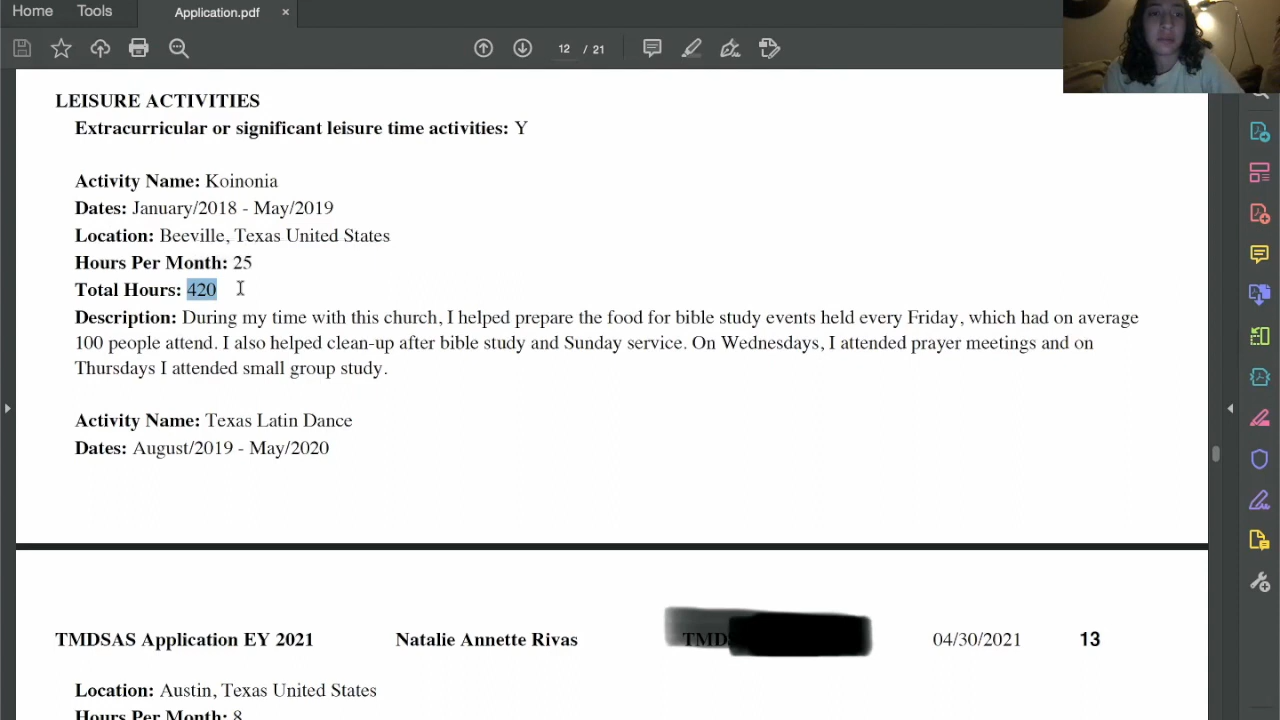 Home Tools Application.pdf ×
12 / 21
LEISURE ACTIVITIES
Extracurricular or significant leisure time activities: Y
Activity Name: Koinonia
Dates: January/2018 - May/2019
Location: Beeville, Texas United States
Hours Per Month: 25
Total Hours: 420
Description: During my time with this church, I helped prepare the food for bible study events held every Friday, which had on average
100 people attend. I also helped clean-up after bible study and Sunday service. On Wednesdays, I attended prayer meetings and on
Thursdays I attended small group study.
Activity Name: Texas Latin Dance
Dates: August/2019 - May/2020
TMDSAS Application EY 2021 Natalie Annette Rivas 04/30/2021 13
Location: Austin, Texas United States
Hours Per Month: 8